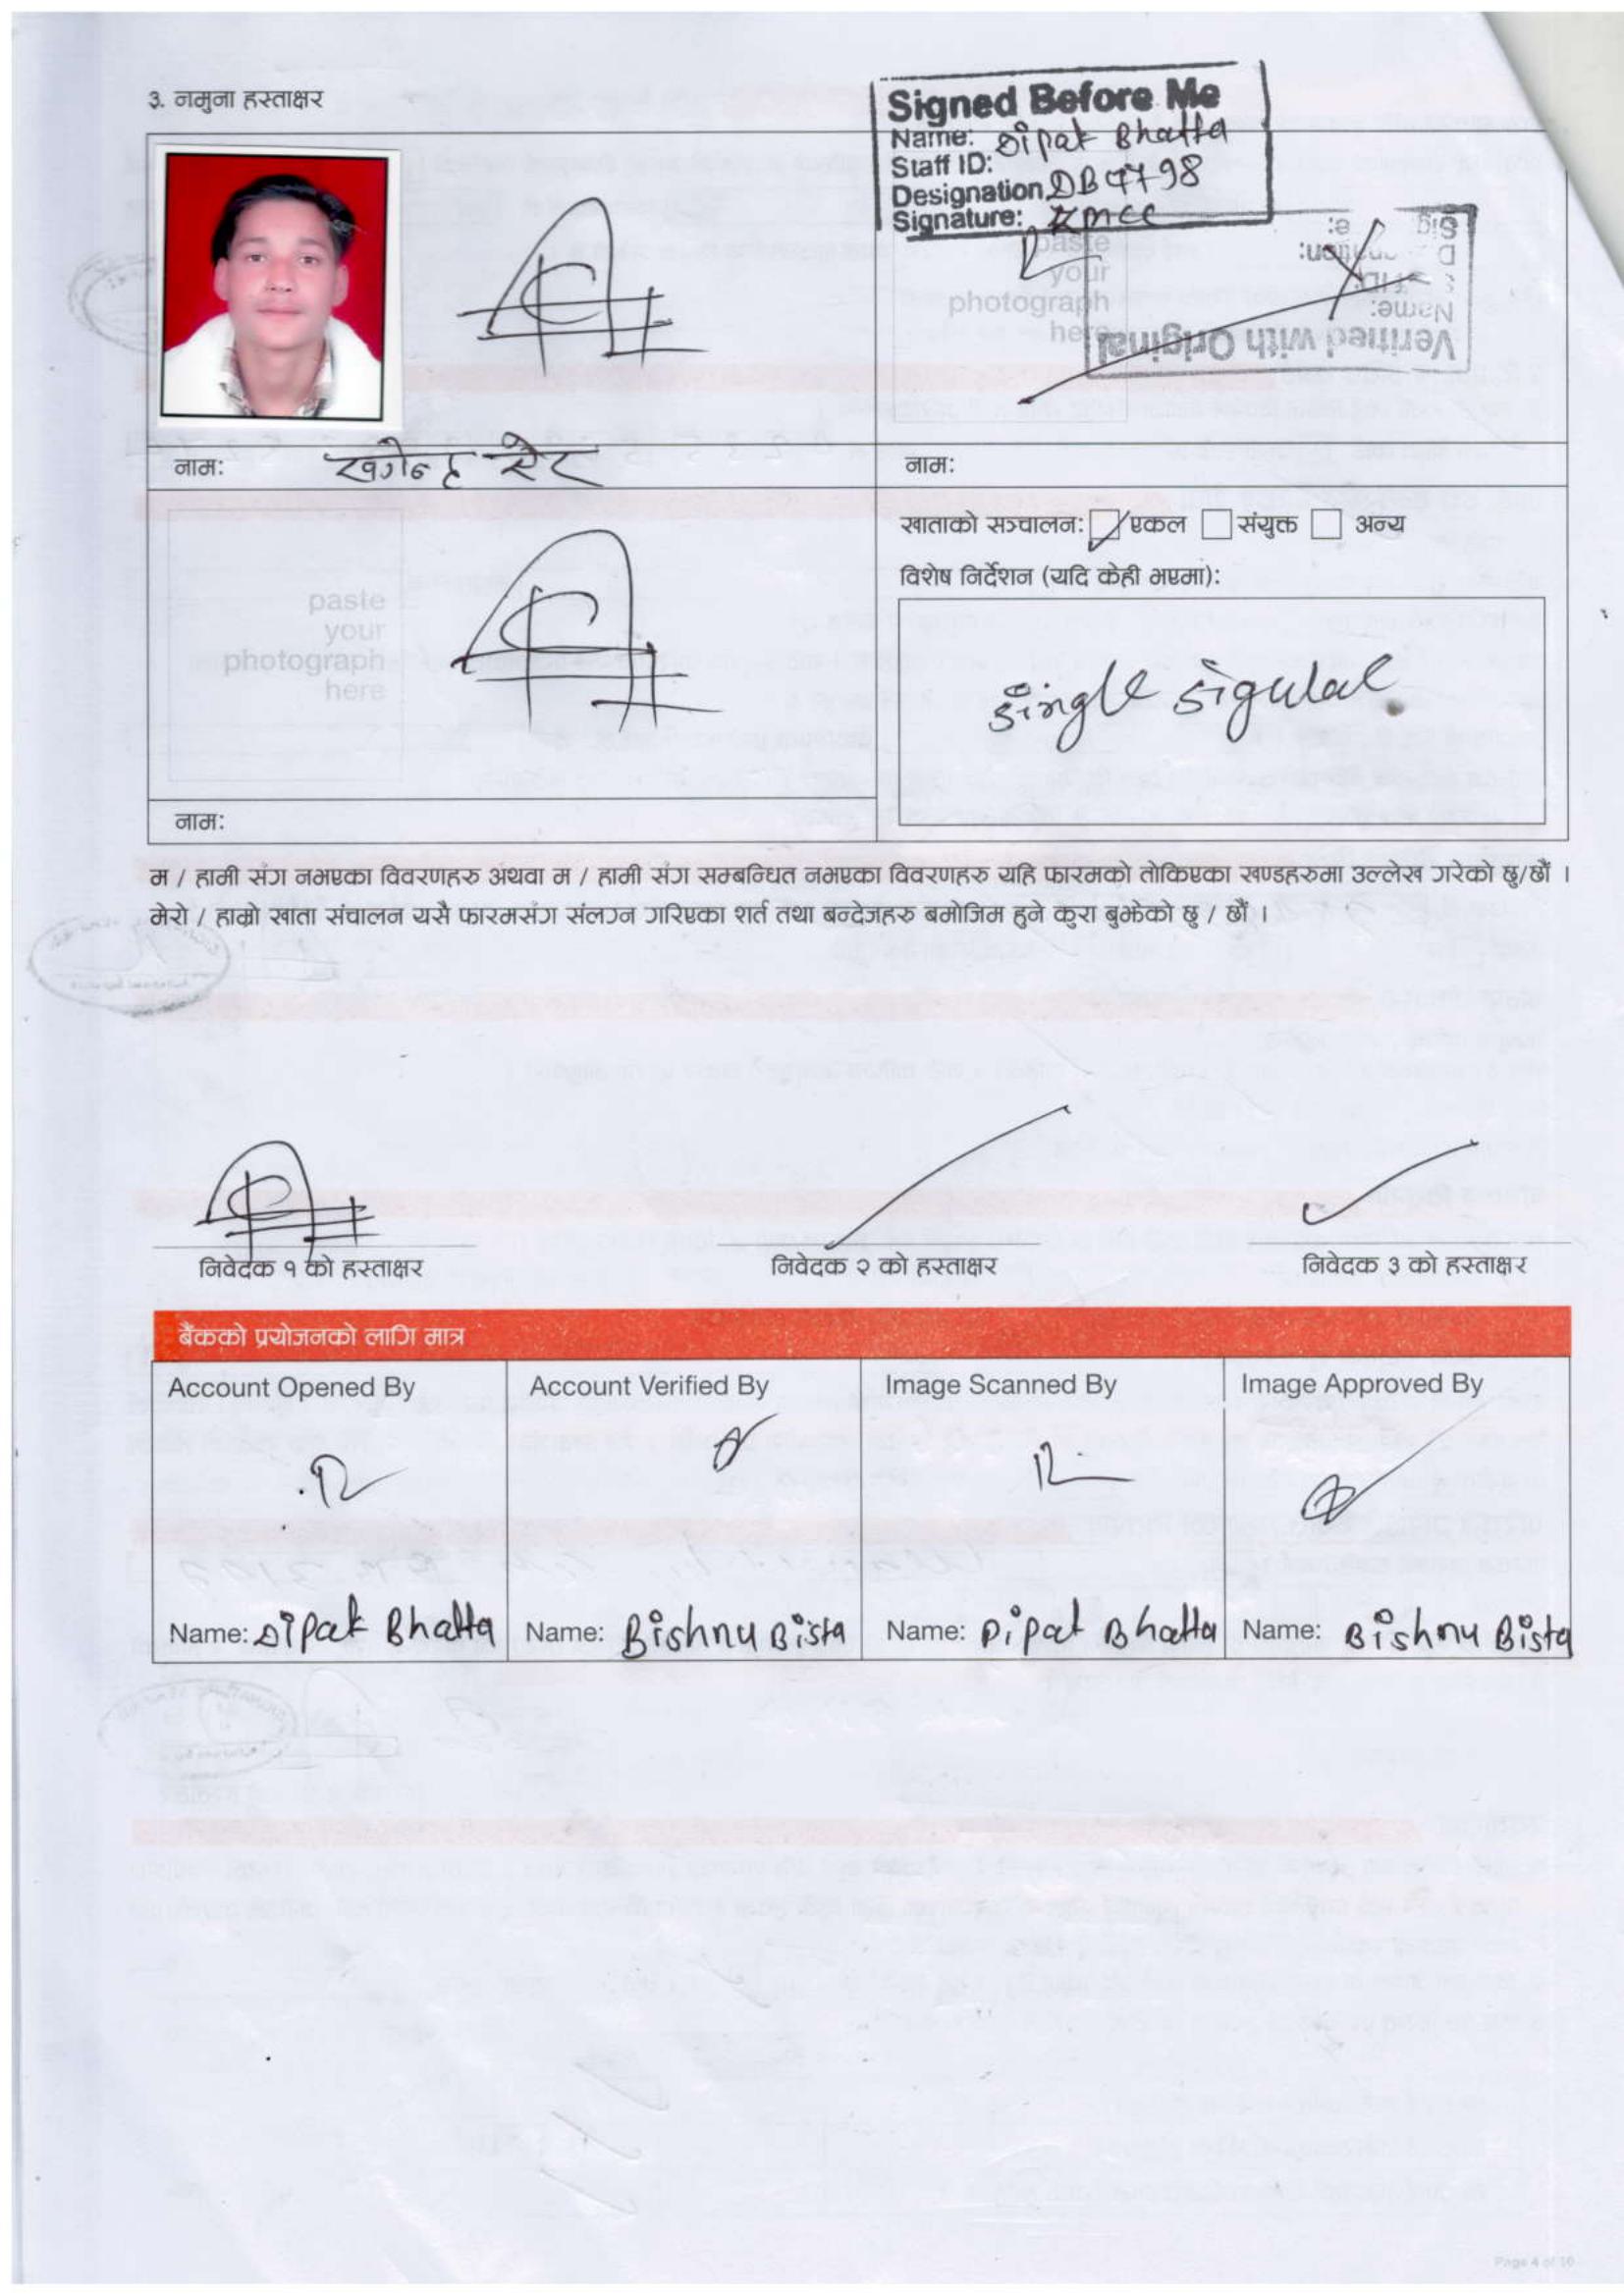 ३. नमुना हस्ताक्षर
Signed Before Me
Name: Dipak Bhatta
Staff ID:
Designation DB 7798
Signature:
paste
your
photograph
here
Verified with Original
Name:
नाम: खगेन्द्र रैट
नाम:
खाताको सञ्चालन: एकल संयुक्त अन्य
विशेष निर्देशन (यदि केही भएमा):
paste
your
photograph
here
single
नाम:
म / हामी संग नभएका विवरणहरु अथवा म / हामी संग सम्बन्धित नभएका विवरणहरु यहि फारमको तोकिएका खण्डहरुमा उल्लेख गरेको छु/छौं ।
मेरो / हाम्रो खाता संचालन यसै फारमसंग संलग्न गरिएका शर्त तथा बन्देजहरु बमोजिम हुने कुरा बुझेको छु / छौं ।
निवेदक १ को हस्ताक्षर निवेदक २ को हस्ताक्षर निवेदक ३ को हस्ताक्षर
बैंकको प्रयोजनको लागि मात्र
Account Opened By Account Verified By Image Scanned By Image Approved By
Name: Dipak Bhatta Name: Bishnu Bista Name: Dipak Bhatta Name: Bishnu Bista
Page 4 of 10